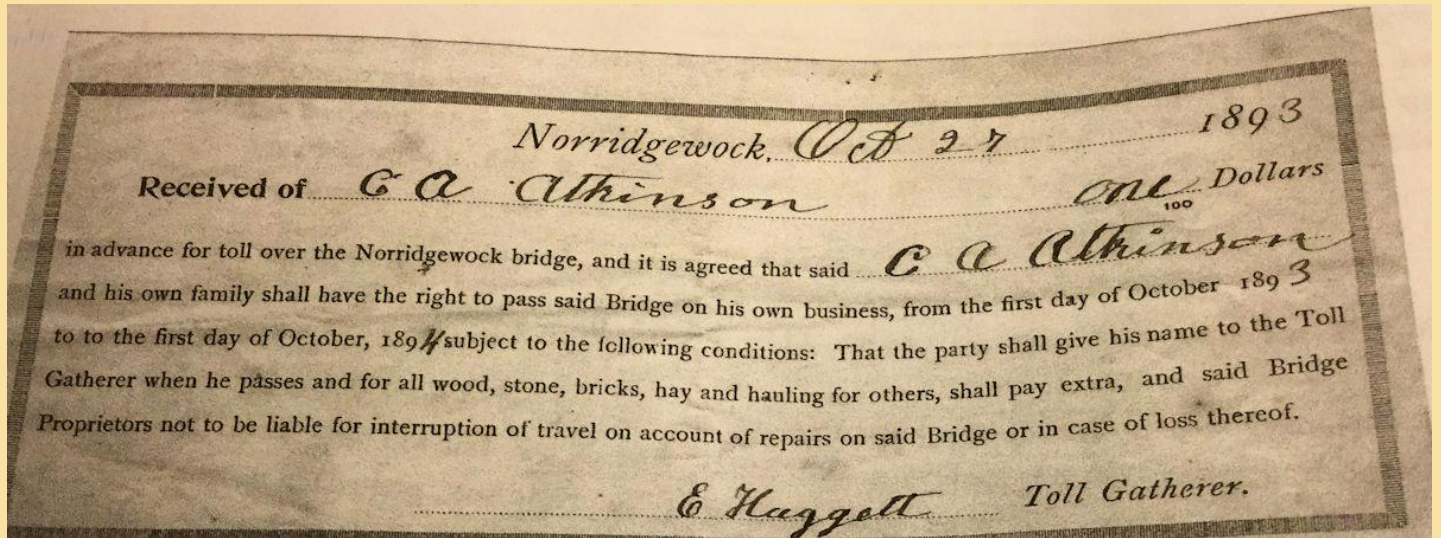 Norridgewock, Oct 27 1893
Received of C A Atkinson one 100 Dollars
in advance for toll over the Norridgewock bridge, and it is agreed that said C A Atkinson
and his own family shall have the right to pass said Bridge on his own business, from the first day of October 1893
to to the first day of October, 1894 subject to the following conditions: That the party shall give his name to the Toll
Gatherer when he passes and for all wood, stone, bricks, hay and hauling for others, shall pay extra, and said Bridge
Proprietors not to be liable for interruption of travel on account of repairs on said Bridge or in case of loss thereof.
E Haggett Toll Gatherer.